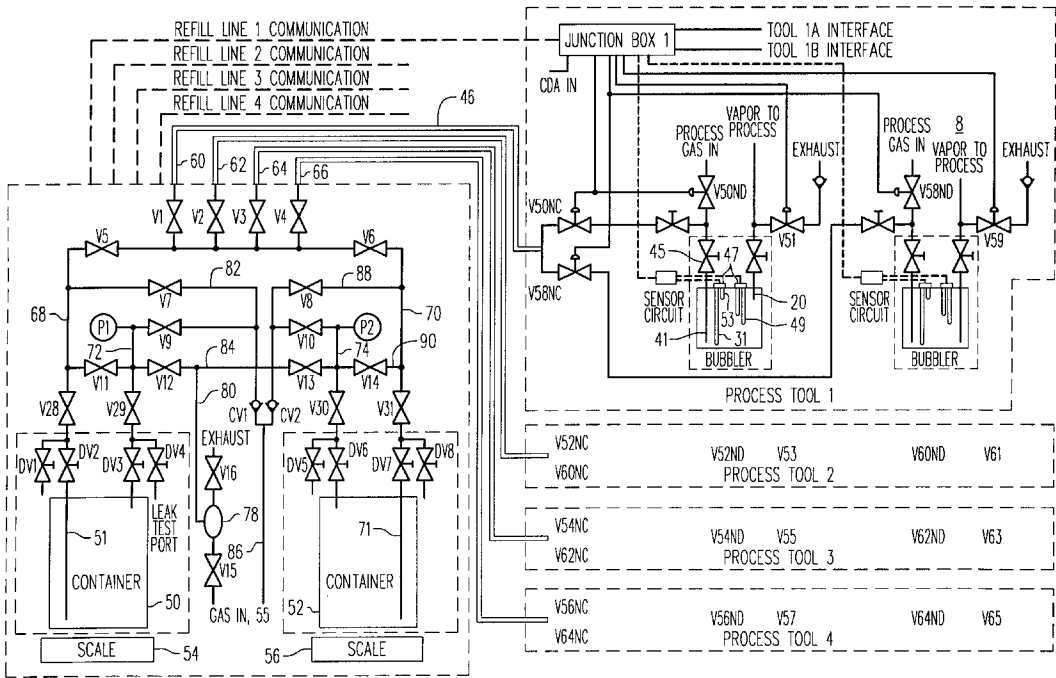 REFILL LINE 1 COMMUNICATION
REFILL LINE 2 COMMUNICATION
REFILL LINE 3 COMMUNICATION
REFILL LINE 4 COMMUNICATION
46
60
62
64
66
V1
V2
V3
V4
V5
V6
82
88
V7
V8
68
70
P1
V9
V10
P2
72
84
74
90
V11
V12
V13
V14
80
V28
V29
CV1
CV2
V30
V31
DV1
DV2
DV3
DV4
EXHAUST
V16
DV5
DV6
DV7
DV8
LEAK
TEST
PORT
51
78
71
86
CONTAINER
V15
CONTAINER
50
GAS IN, 55
52
SCALE
54
56
SCALE
JUNCTION BOX 1
TOOL 1A INTERFACE
TOOL 1B INTERFACE
CDA IN
PROCESS
GAS IN
VAPOR TO
PROCESS
EXHAUST
PROCESS
GAS IN
8
VAPOR TO
PROCESS
EXHAUST
V50NC
V50ND
V51
V58ND
V59
V58NC
45
47
SENSOR
CIRCUIT
20
53
49
41
31
BUBBLER
SENSOR
CIRCUIT
BUBBLER
PROCESS TOOL 1
V52NC
V60NC
V52ND
V53
V60ND
V61
PROCESS TOOL 2
V54NC
V62NC
V54ND
V55
V62ND
V63
PROCESS TOOL 3
V56NC
V64NC
V56ND
V57
V64ND
V65
PROCESS TOOL 4